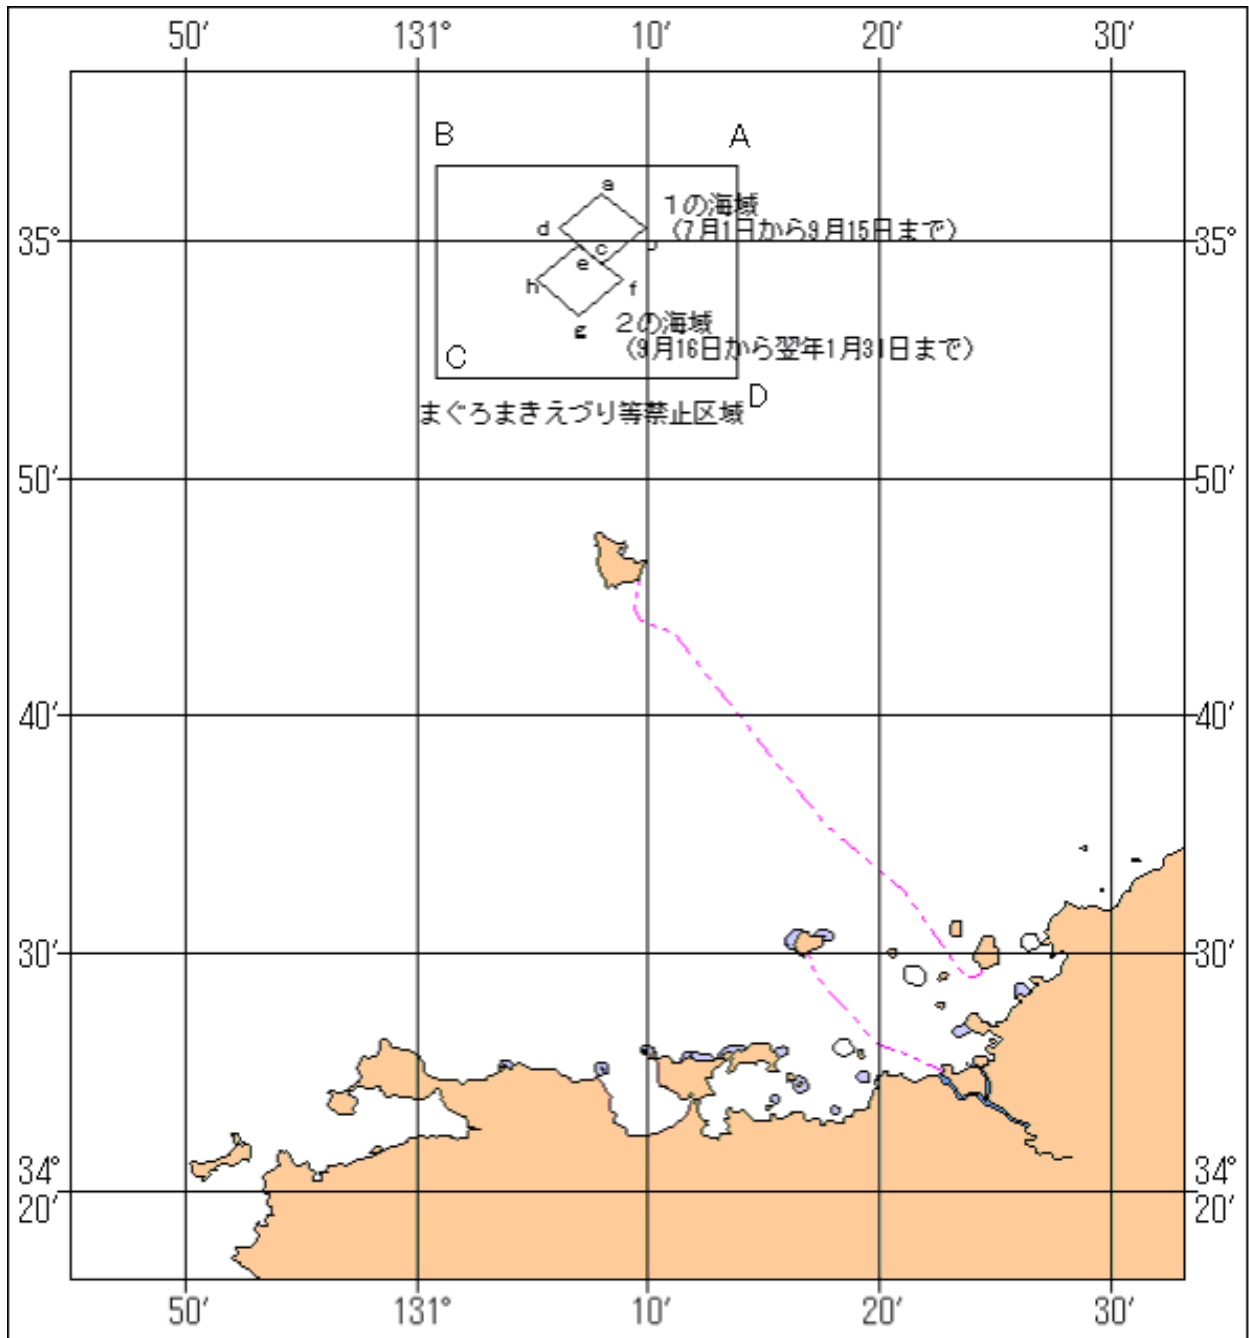 50′ 131° 10′ 20′ 30′
B A
a
1の海域
d (7月1日から9月15日まで)
35° c 35°
e
h f
g 2の海域
(9月16日から翌年1月31日まで)
C
D
まぐろまきえづり等禁止区域
50′ 50′
40′ 40′
30′ 30′
34° 34°
20′ 20′
50′ 131° 10′ 20′ 30′